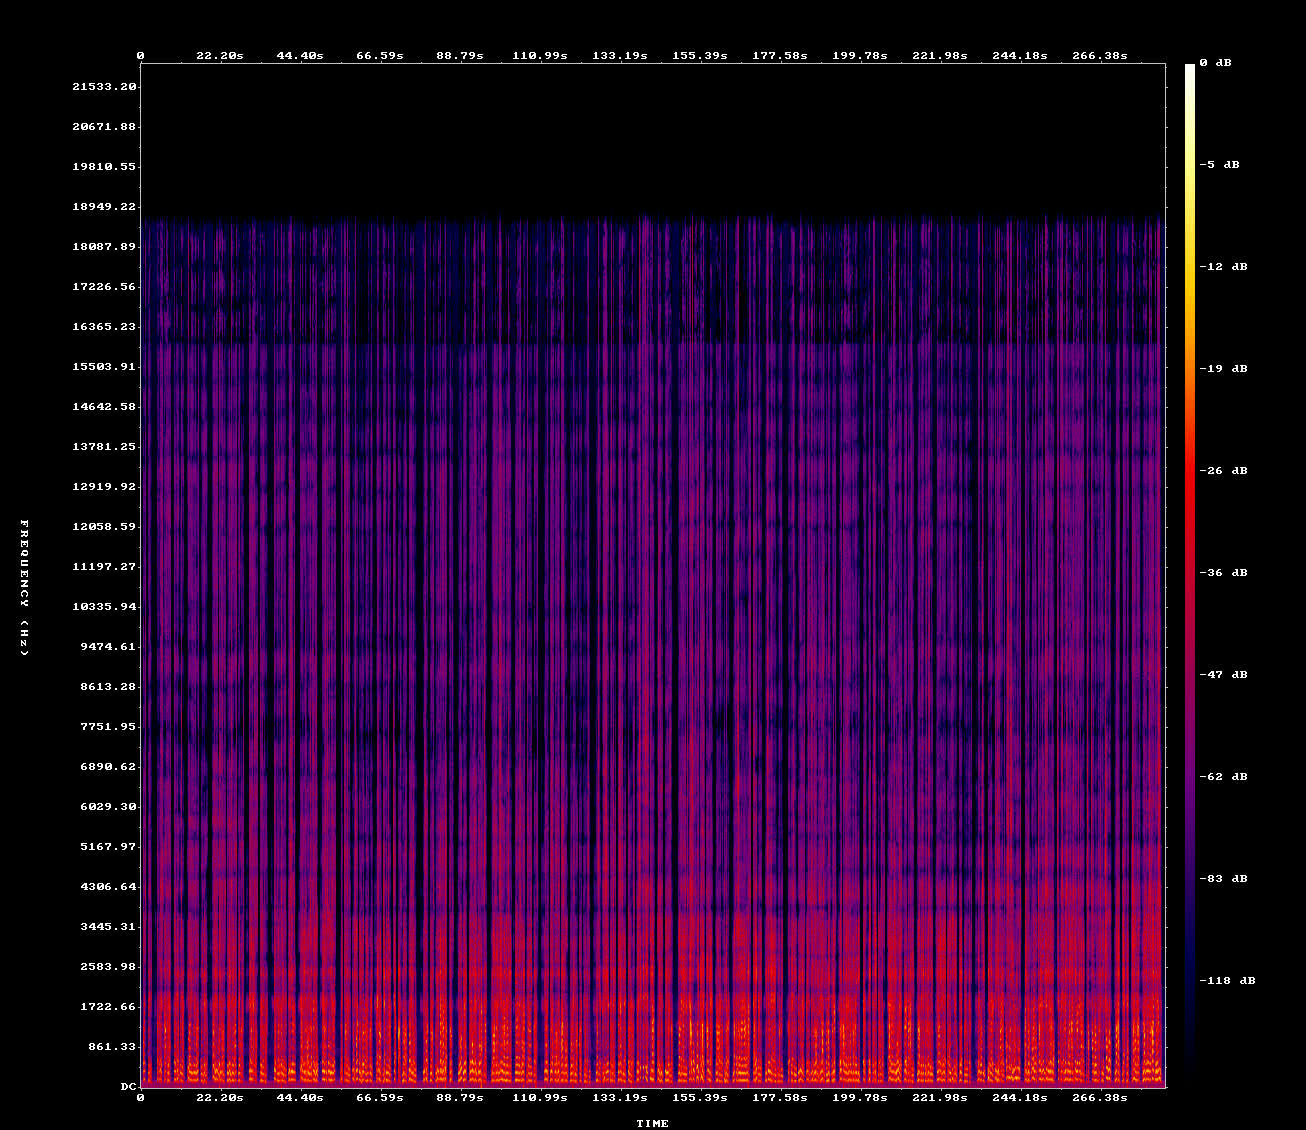 0 22.20s 44.40s 66.59s 88.79s 110.99s 133.19s 155.39s 177.58s 199.78s 221.98s 244.18s 266.38s
0 dB
21533.20
20671.88
19810.55
-5 dB
18949.22
18087.89
-12 dB
17226.56
16365.23
15503.91
-19 dB
14642.58
13781.25
-26 dB
12919.92
12058.59
11197.27
-36 dB
10335.94
9474.61
-47 dB
8613.28
7751.95
6890.62
-62 dB
6029.30
5167.97
-83 dB
4306.64
3445.31
2583.98
-118 dB
1722.66
861.33
DC
FREQUENCY (Hz)
0 22.20s 44.40s 66.59s 88.79s 110.99s 133.19s 155.39s 177.58s 199.78s 221.98s 244.18s 266.38s
TIME